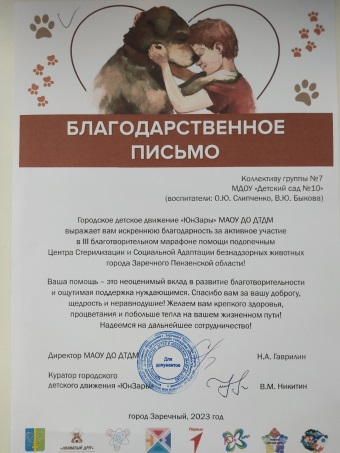 БЛАГОДАРСТВЕННОЕ
ПИСЬМО
Коллективу группы №7
МДОУ «Детский сад №10»
(воспитатели: О.Ю. Слипченко, В.Ю. Быкова)
Городское детское движение «ЮнЗары» МАОУ ДО ДТДМ
выражает вам искреннюю благодарность за активное участие
в III благотворительном марафоне помощи подопечным
Центра Стерилизации и Социальной Адаптации безнадзорных животных
города Заречного Пензенской области!
Ваша помощь – это неоценимый вклад в развитие благотворительности
и ощутимая поддержка нуждающимся. Спасибо вам за вашу доброту,
щедрость и неравнодушие! Желаем вам крепкого здоровья,
процветания и побольше тепла на вашем жизненном пути!
Надеемся на дальнейшее сотрудничество!
Директор МАОУ ДО ДТДМ
Н.А. Гаврилин
Для
документов
Куратор городского
детского движения «ЮнЗары»
В.М. Никитин
город Заречный, 2023 год